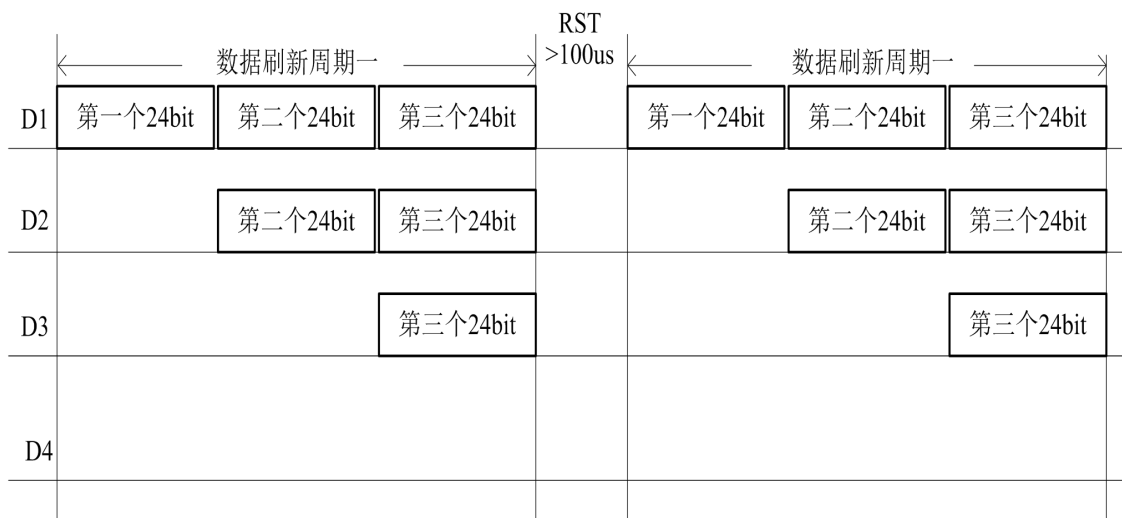 RST
>100us
数据刷新周期一 数据刷新周期一
D1 第一个24bit 第二个24bit 第三个24bit 第一个24bit 第二个24bit 第三个24bit
D2 第二个24bit 第三个24bit 第二个24bit 第三个24bit
D3 第三个24bit 第三个24bit
D4